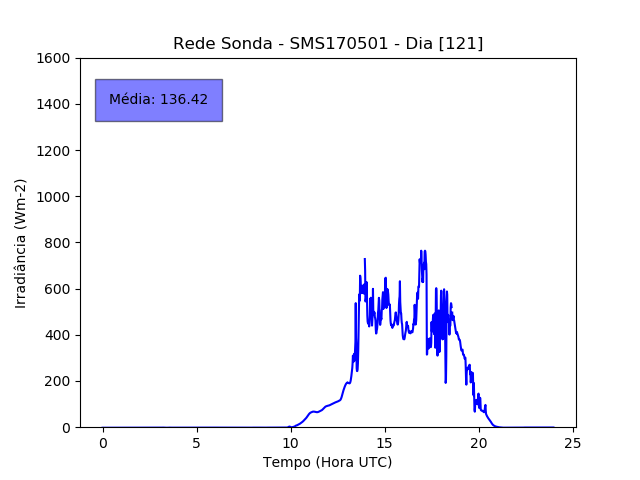 Rede Sonda - SMS170501 - Dia [121]
1600
1400
1200
1000
800
600
400
200
0
Média: 136.42
Irradiância (Wm-2)
0 5 10 15 20 25
Tempo (Hora UTC)